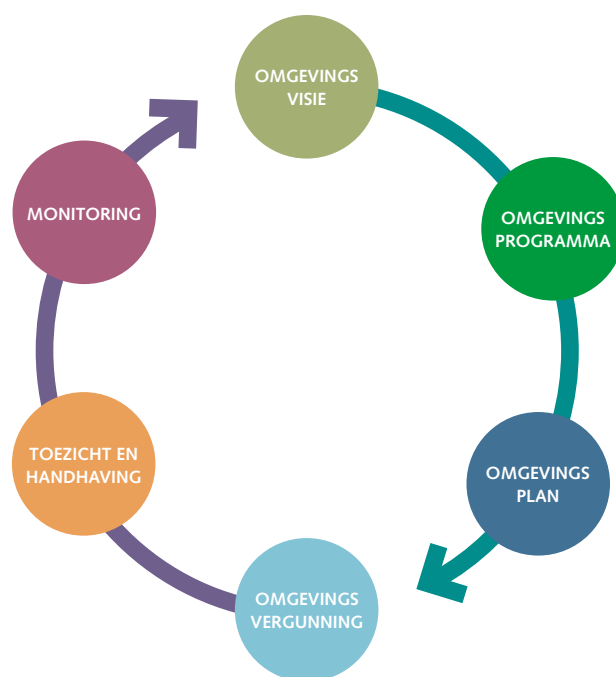 OMGEVINGS
VISIE
OMGEVINGS
PROGRAMMA
OMGEVINGS
PLAN
OMGEVINGS
VERGUNNING
TOEZICHT EN
HANDHAVING
MONITORING